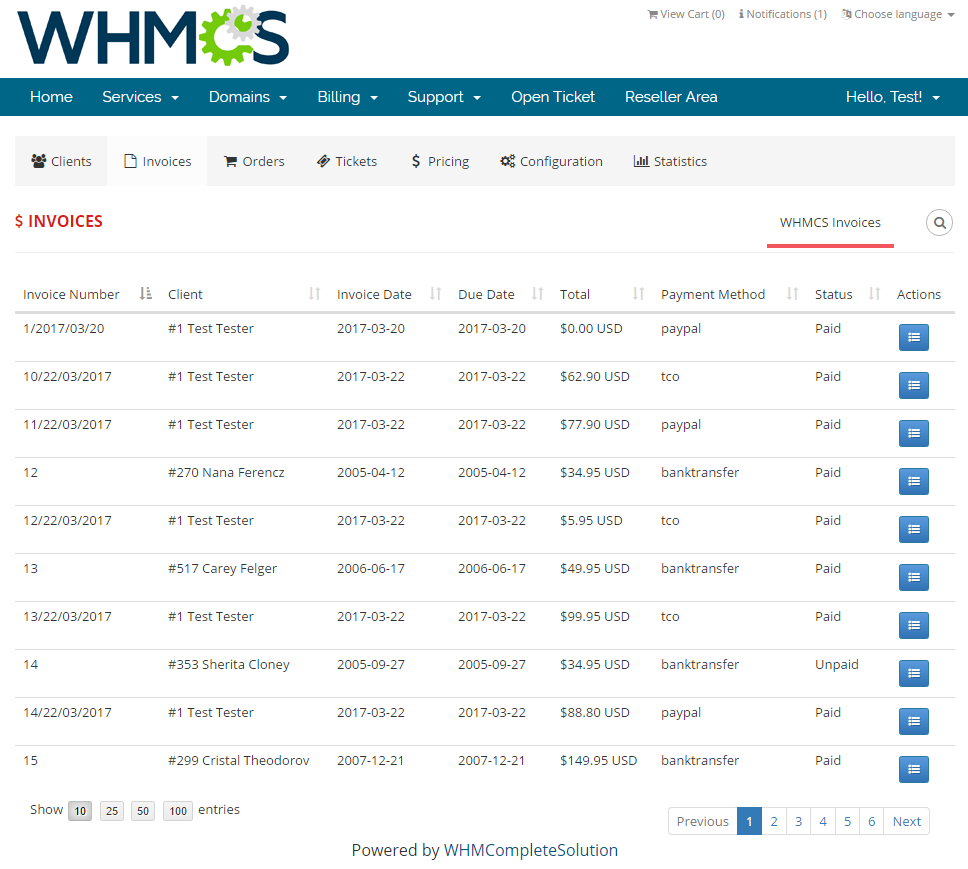 WHMCS
View Cart (0) Notifications (1) Choose language
Home Services Domains Billing Support Open Ticket Reseller Area Hello, Test!
Clients Invoices Orders Tickets $ Pricing Configuration Statistics
$ INVOICES WHMCS Invoices
Invoice Number Client Invoice Date Due Date Total Payment Method Status Actions
1/2017/03/20 #1 Test Tester 2017-03-20 2017-03-20 $0.00 USD paypal Paid
10/22/03/2017 #1 Test Tester 2017-03-22 2017-03-22 $62.90 USD tco Paid
11/22/03/2017 #1 Test Tester 2017-03-22 2017-03-22 $77.90 USD paypal Paid
12 #270 Nana Ferencz 2005-04-12 2005-04-12 $34.95 USD banktransfer Paid
12/22/03/2017 #1 Test Tester 2017-03-22 2017-03-22 $5.95 USD tco Paid
13 #517 Carey Felger 2006-06-17 2006-06-17 $49.95 USD banktransfer Paid
13/22/03/2017 #1 Test Tester 2017-03-22 2017-03-22 $99.95 USD tco Paid
14 #353 Sherita Cloney 2005-09-27 2005-09-27 $34.95 USD banktransfer Unpaid
14/22/03/2017 #1 Test Tester 2017-03-22 2017-03-22 $88.80 USD paypal Paid
15 #299 Cristal Theodorov 2007-12-21 2007-12-21 $149.95 USD banktransfer Paid
Show 10 25 50 100 entries
Previous 1 2 3 4 5 6 Next
Powered by WHMCompleteSolution